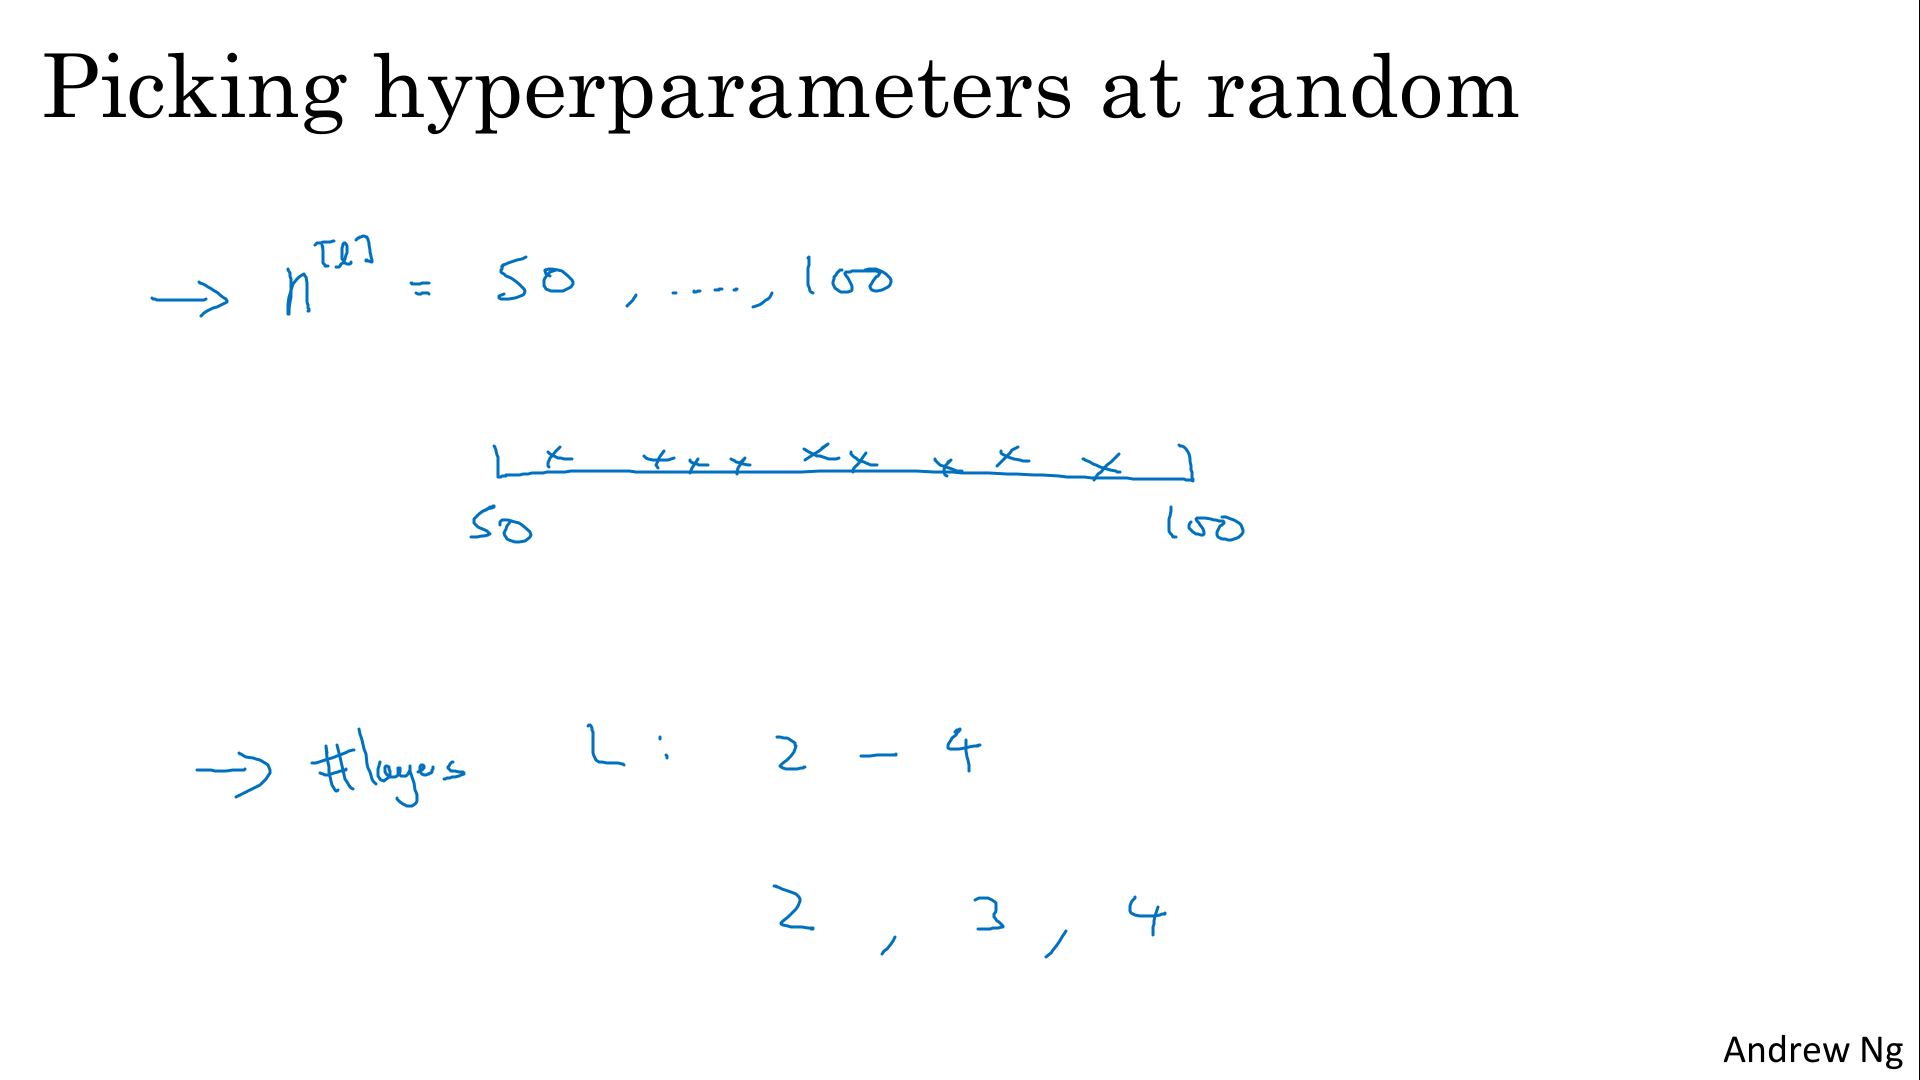 Picking hyperparameters at random
→ n^[l] = 50 , ...., 100
50 100
→ #layers L : 2 – 4
2 , 3 , 4
Andrew Ng